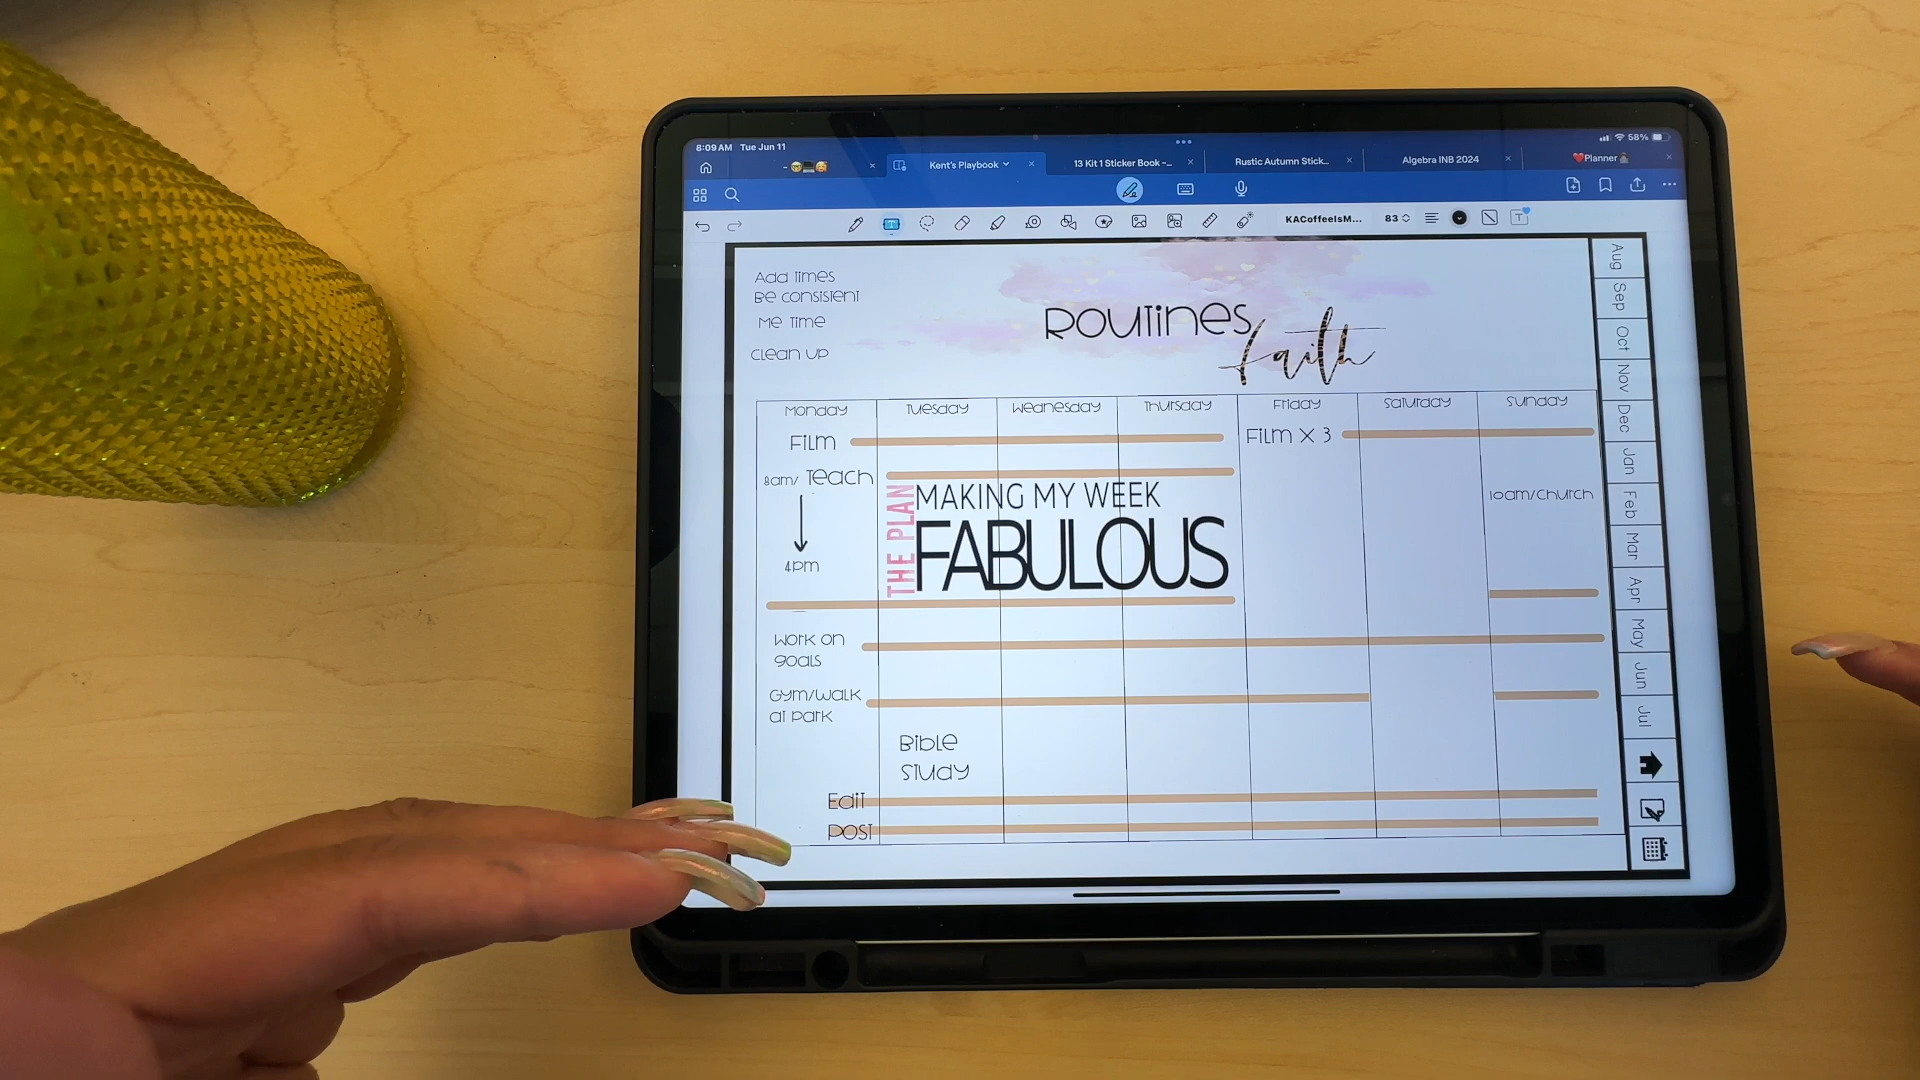 8:09 AM Tue Jun 11
58%
Kent's Playbook
13 Kit 1 Sticker Book -...
Rustic Autumn Stick...
Algebra INB 2024
Planner
KACoffeeIsM...
83
Add Times
Be consistent
Me Time
Clean up
Routines
Faith
Monday Tuesday Wednesday Thursday Friday Saturday Sunday
Film
Film X 3
8am/ Teach
4pm
THE PLAN
MAKING MY WEEK
FABULOUS
10am/church
Work on
goals
Gym/walk
at park
Bible
Study
Edit
Post
Aug
Sep
Oct
Nov
Dec
Jan
Feb
Mar
Apr
May
Jun
Jul